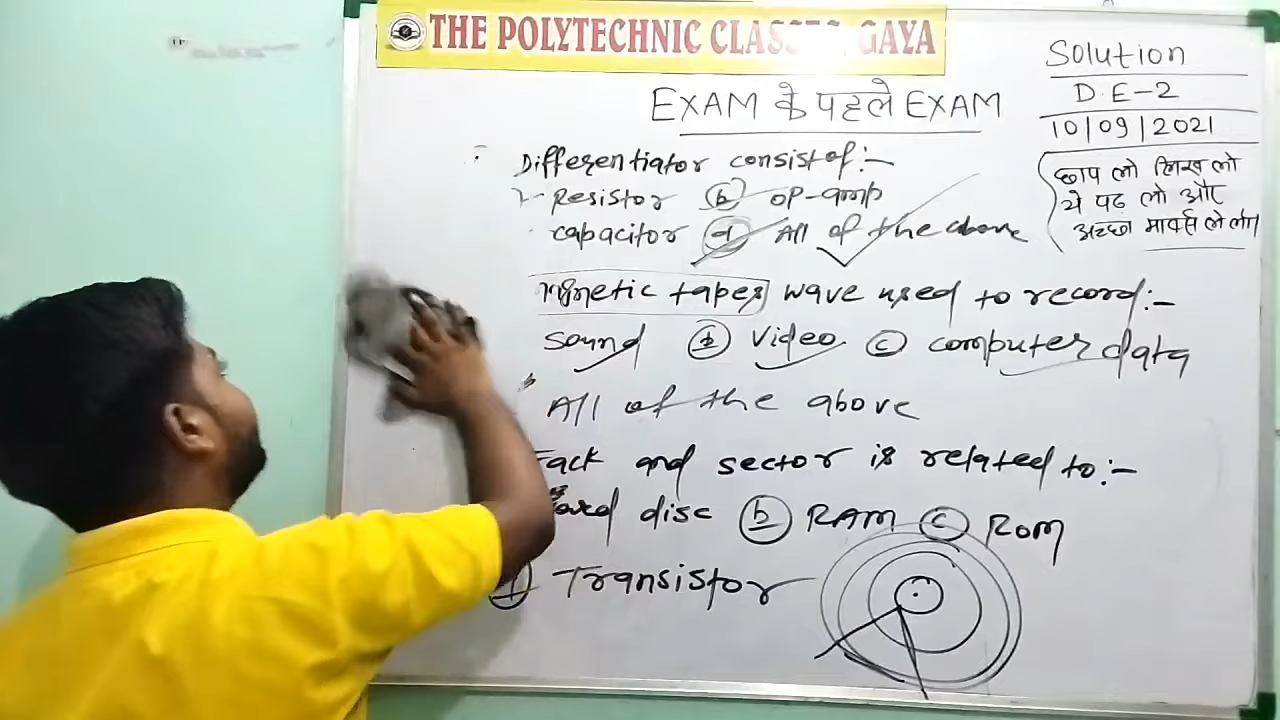 THE POLYTECHNIC CLASSES, GAYA
EXAM के पहले EXAM
Solution
D.E-2
10/09/2021
छाप लो लिख लो
ये पढ़ लो और
अच्छा मार्क्स ले लो
Differentiator consist of:-
Resistor (b) OP-amp
capacitor (d) All of the above
Magnetic tapes wave used to record:-
sound (b) Video (c) computer data
All of the above
Tack and sector is related to:-
Hard disc (b) RAM (c) ROM
(d) Transistor